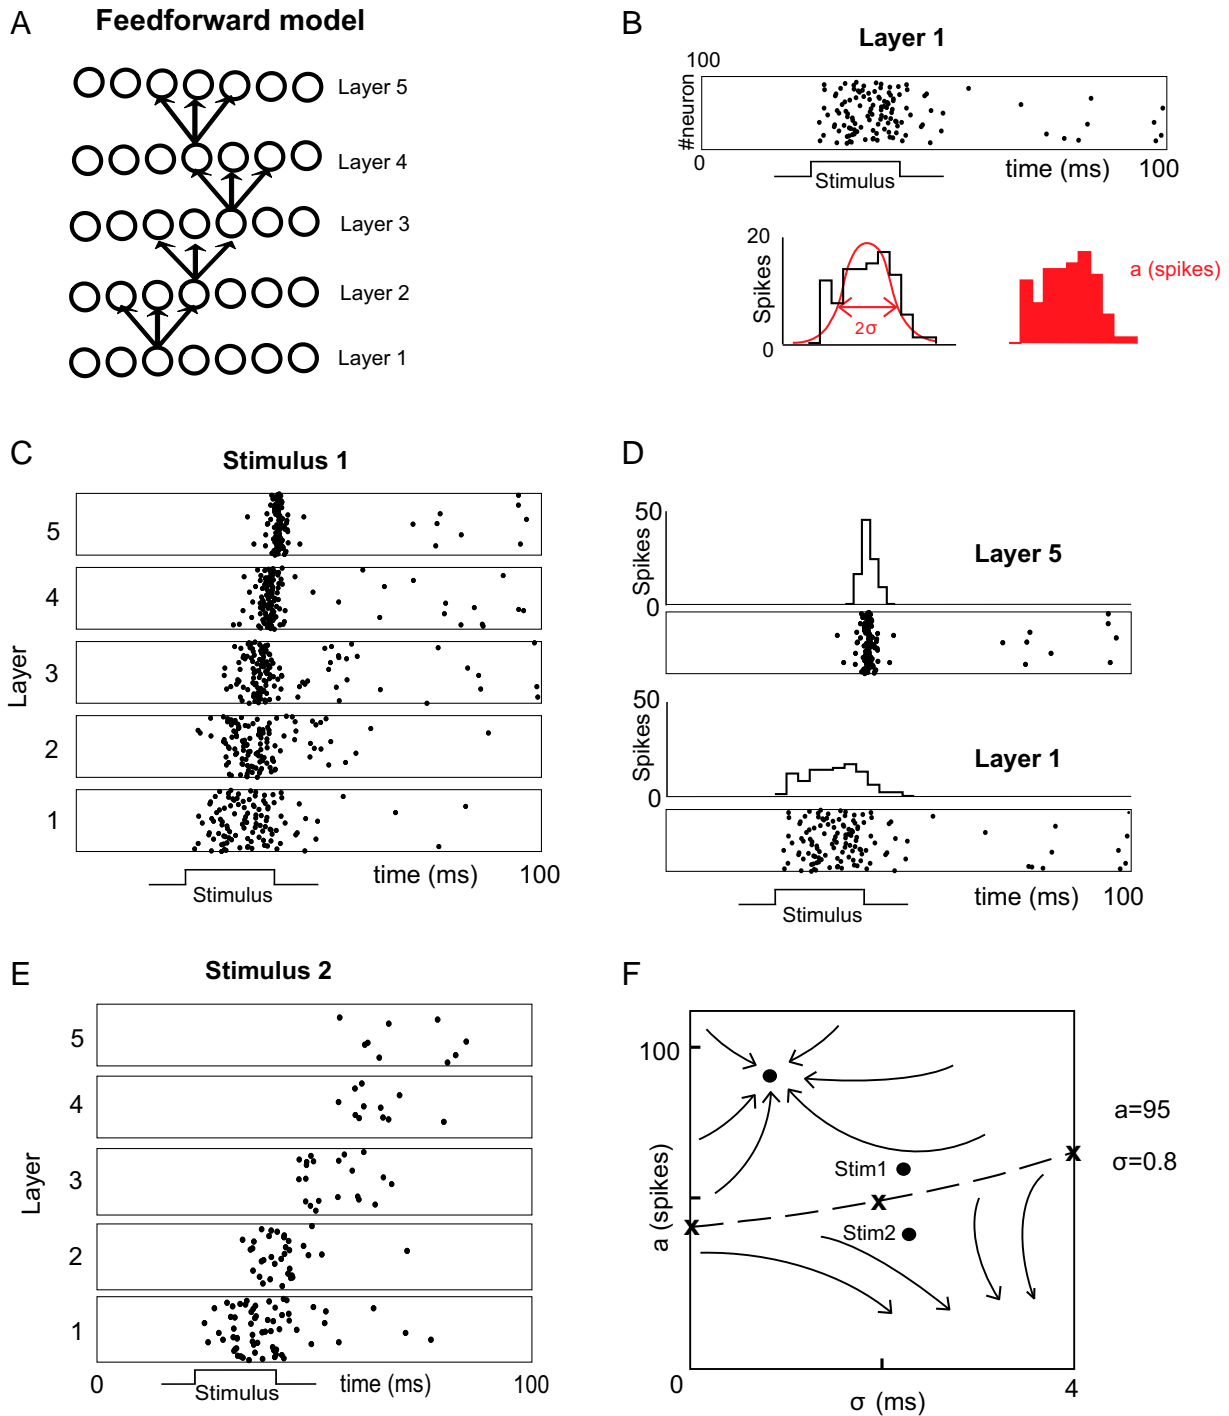 A
Feedforward model
Layer 5
Layer 4
Layer 3
Layer 2
Layer 1
B
Layer 1
100
#neuron
0
time (ms)
100
Stimulus
20
Spikes
0
2σ
a (spikes)
C
Stimulus 1
5
4
3
2
1
Layer
time (ms)
100
Stimulus
D
50
Spikes
0
Layer 5
50
Spikes
0
Layer 1
time (ms)
100
Stimulus
E
Stimulus 2
5
4
3
2
1
Layer
0
Stimulus
time (ms)
100
F
100
a (spikes)
Stim1
x
x
x
Stim2
a=95
σ=0.8
0
σ (ms)
4